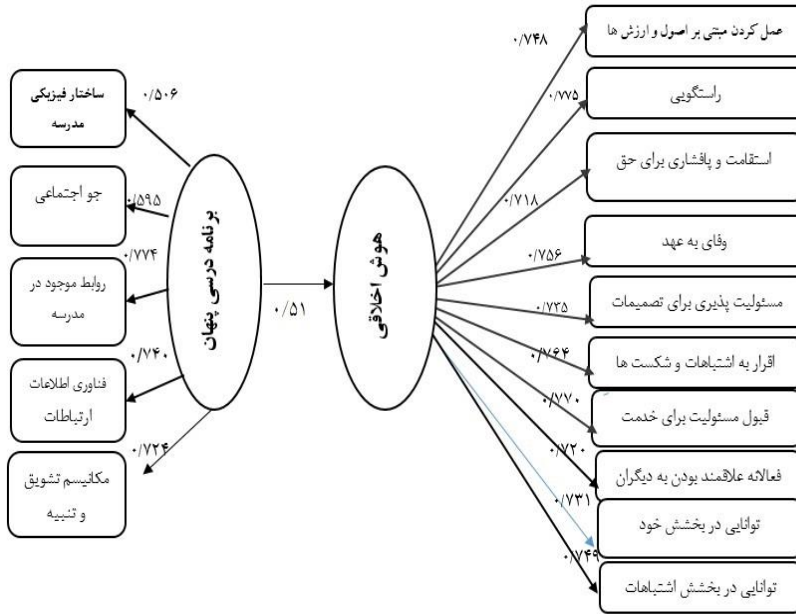 عمل کردن مبتنی بر اصول و ارزش ها
۰/۷۴۸
راستگویی
۰/۷۷۵
استقامت و پافشاری برای حق
۰/۷۱۸
وفای به عهد
۰/۷۵۶
مسئولیت پذیری برای تصمیمات
۰/۷۳۵
اقرار به اشتباهات و شکست ها
۰/۷۶۴
قبول مسئولیت برای خدمت
۰/۷۷۰
فعالانه علاقمند بودن به دیگران
۰/۷۲۰
توانایی در بخشش خود
۰/۷۳۱
توانایی در بخشش اشتباهات
۰/۷۴۹
هوش اخلاقی
۰/۵۱
برنامه درسی پنهان
۰/۵۰۶
ساختار فیزیکی
مدرسه
۰/۵۹۵
جو اجتماعی
۰/۷۷۴
روابط موجود در
مدرسه
۰/۷۴۰
فناوری اطلاعات
ارتباطات
۰/۷۲۴
مکانیسم تشویق
و تنبیه